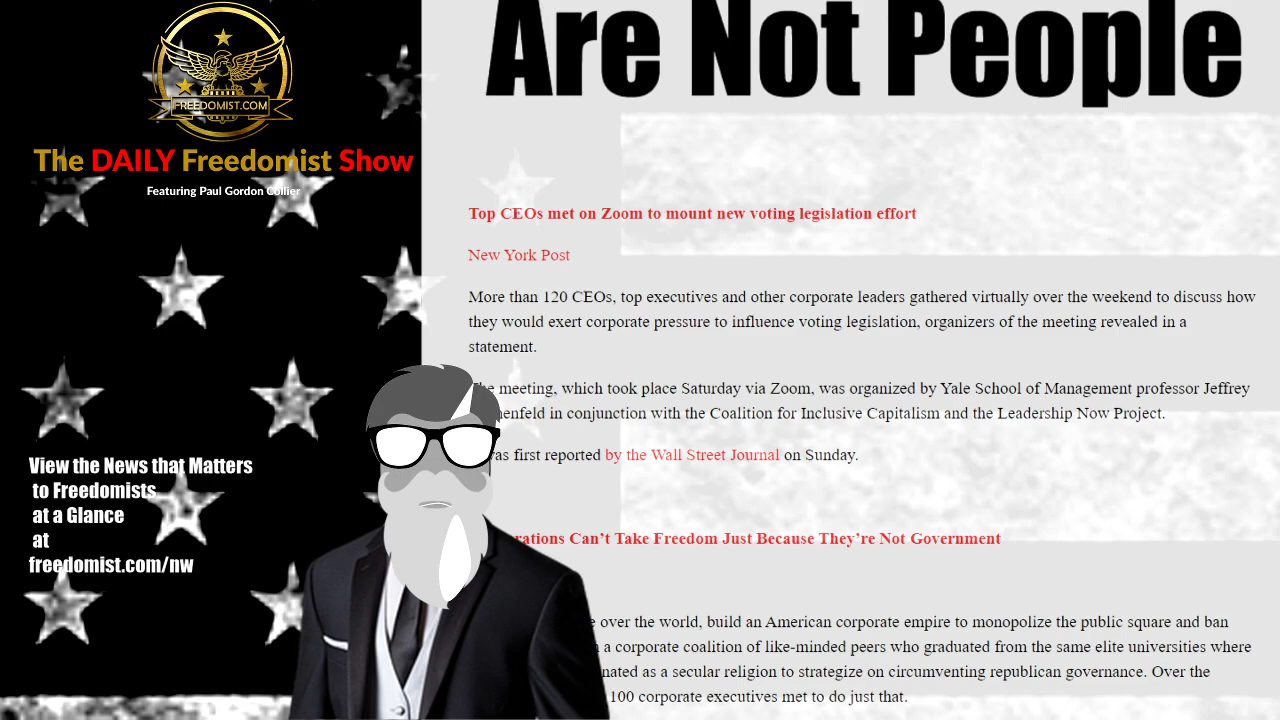 FREEDOMIST.COM
The DAILY Freedomist Show
Featuring Paul Gordon Collier
View the News that Matters
to Freedomists
at a Glance
at
freedomist.com/nw
Are Not People
Top CEOs met on Zoom to mount new voting legislation effort
New York Post
More than 120 CEOs, top executives and other corporate leaders gathered virtually over the weekend to discuss how
they would exert corporate pressure to influence voting legislation, organizers of the meeting revealed in a
statement.
meeting, which took place Saturday via Zoom, was organized by Yale School of Management professor Jeffrey
in conjunction with the Coalition for Inclusive Capitalism and the Leadership Now Project.
was first reported by the Wall Street Journal on Sunday.
Can’t Take Freedom Just Because They’re Not Government
over the world, build an American corporate empire to monopolize the public square and ban
a corporate coalition of like-minded peers who graduated from the same elite universities where
as a secular religion to strategize on circumventing republican governance. Over the
100 corporate executives met to do just that.